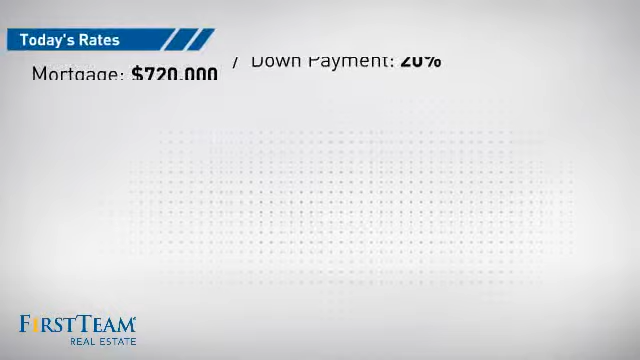 Today's Rates
Mortgage: $720,000 / Down Payment: 20%
FIRSTTEAM®
REAL ESTATE